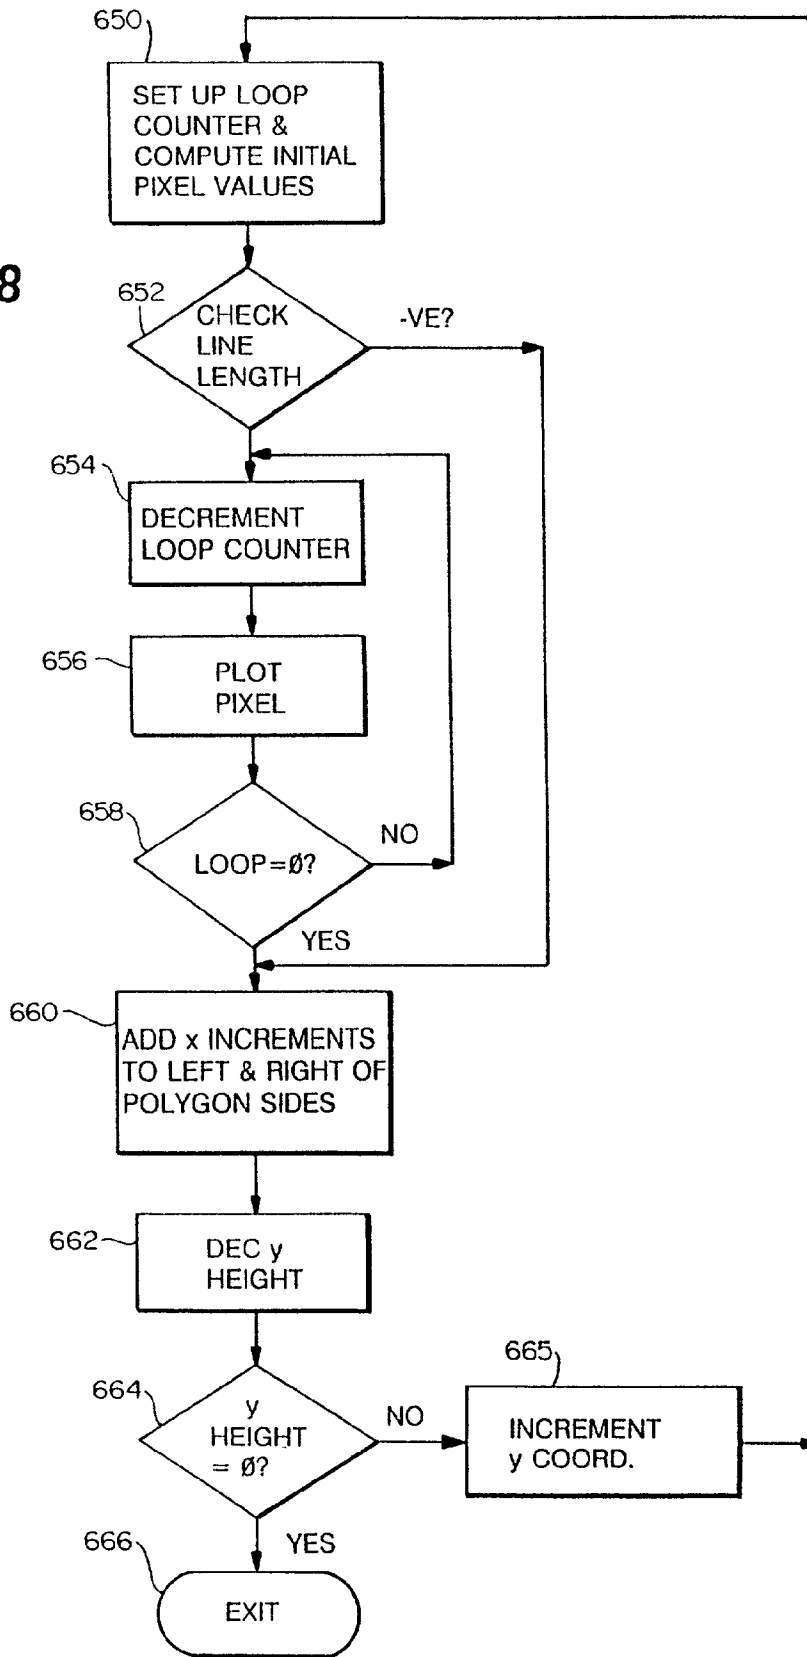 650
SET UP LOOP
COUNTER &
COMPUTE INITIAL
PIXEL VALUES
8
652
CHECK
LINE
LENGTH
-VE?
654
DECREMENT
LOOP COUNTER
656
PLOT
PIXEL
658
LOOP=Ø?
NO
YES
660
ADD x INCREMENTS
TO LEFT & RIGHT OF
POLYGON SIDES
662
DEC y
HEIGHT
664
y
HEIGHT
= Ø?
NO
665
INCREMENT
y COORD.
YES
666
EXIT